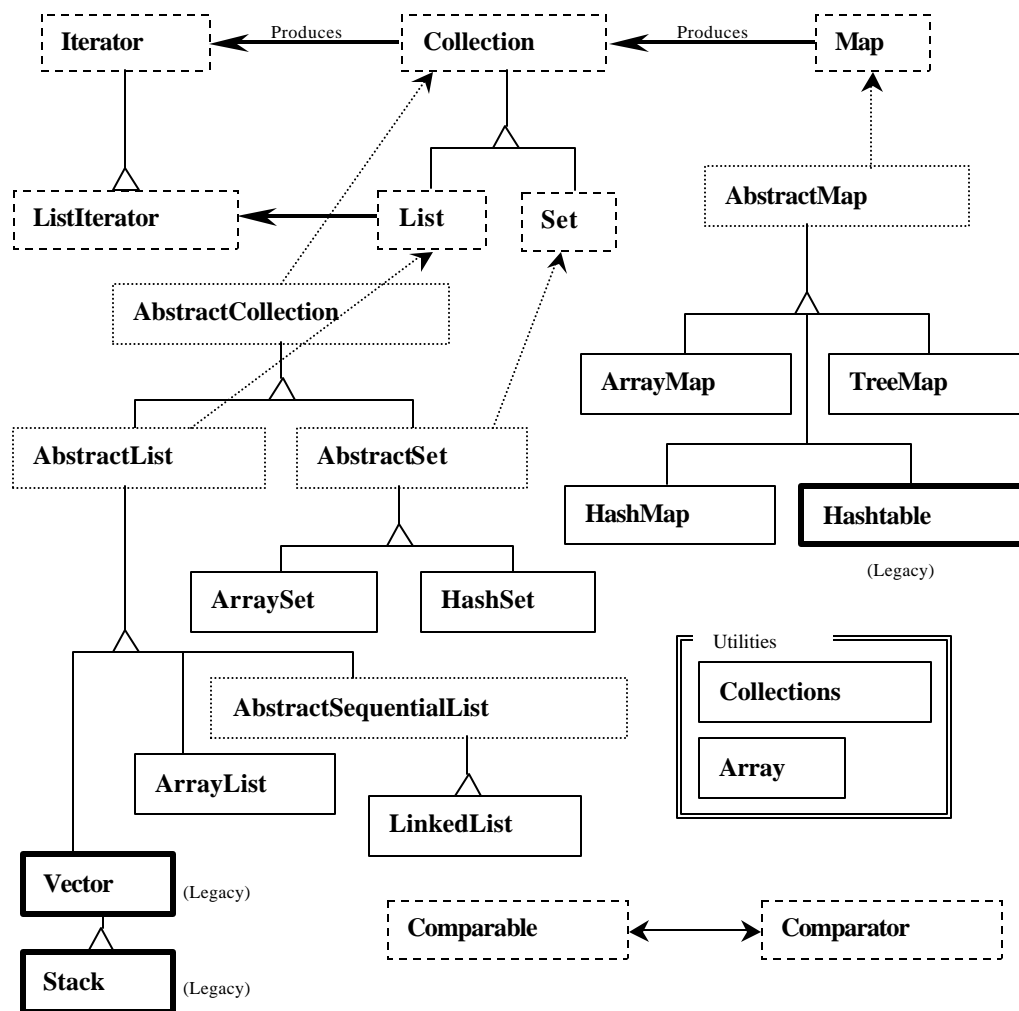 Iterator
Produces
Collection
Produces
Map
ListIterator
List
Set
AbstractMap
AbstractCollection
ArrayMap
TreeMap
AbstractList
AbstractSet
HashMap
Hashtable
(Legacy)
ArraySet
HashSet
Utilities
Collections
AbstractSequentialList
Array
ArrayList
LinkedList
Vector
(Legacy)
Comparable
Comparator
Stack
(Legacy)